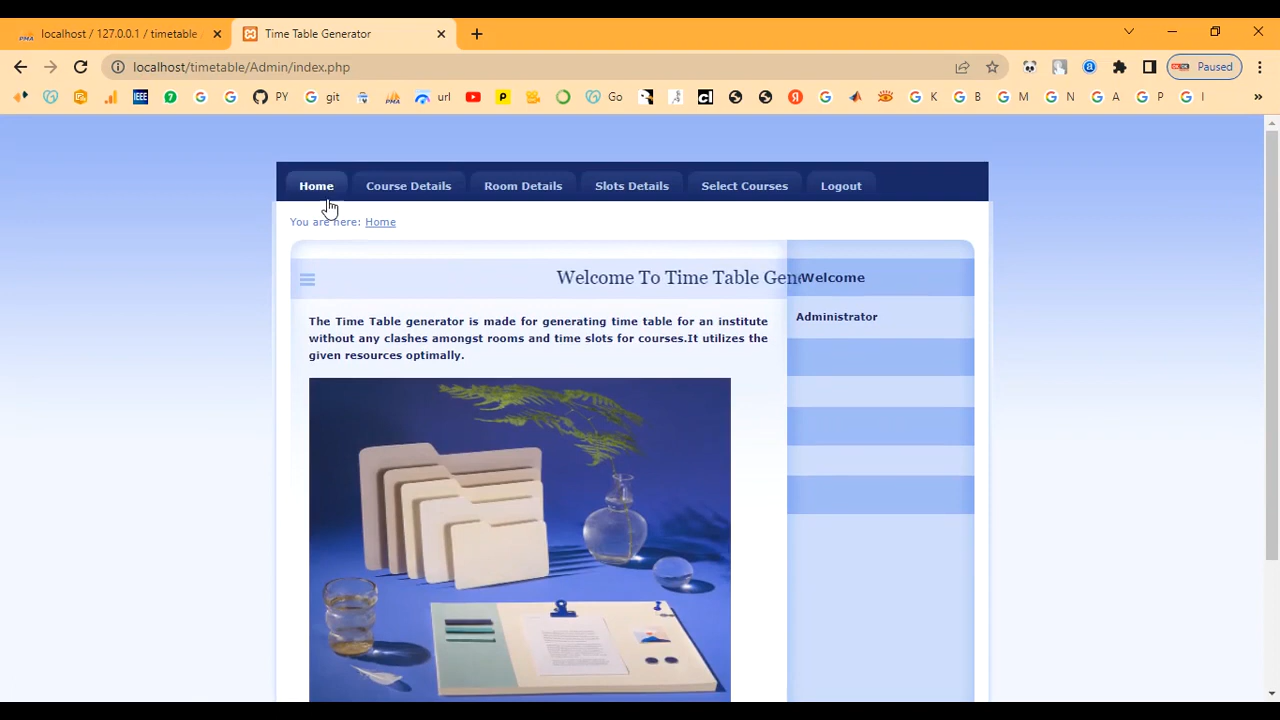 localhost / 127.0.0.1 / timetable
Time Table Generator
localhost/timetable/Admin/index.php
Paused
PY
git
url
Go
K
B
M
N
A
P
I
»
Home
Course Details
Room Details
Slots Details
Select Courses
Logout
You are here: Home
Welcome To Time Table Gene
Welcome
The Time Table generator is made for generating time table for an institute
without any clashes amongst rooms and time slots for courses.It utilizes the
given resources optimally.
Administrator